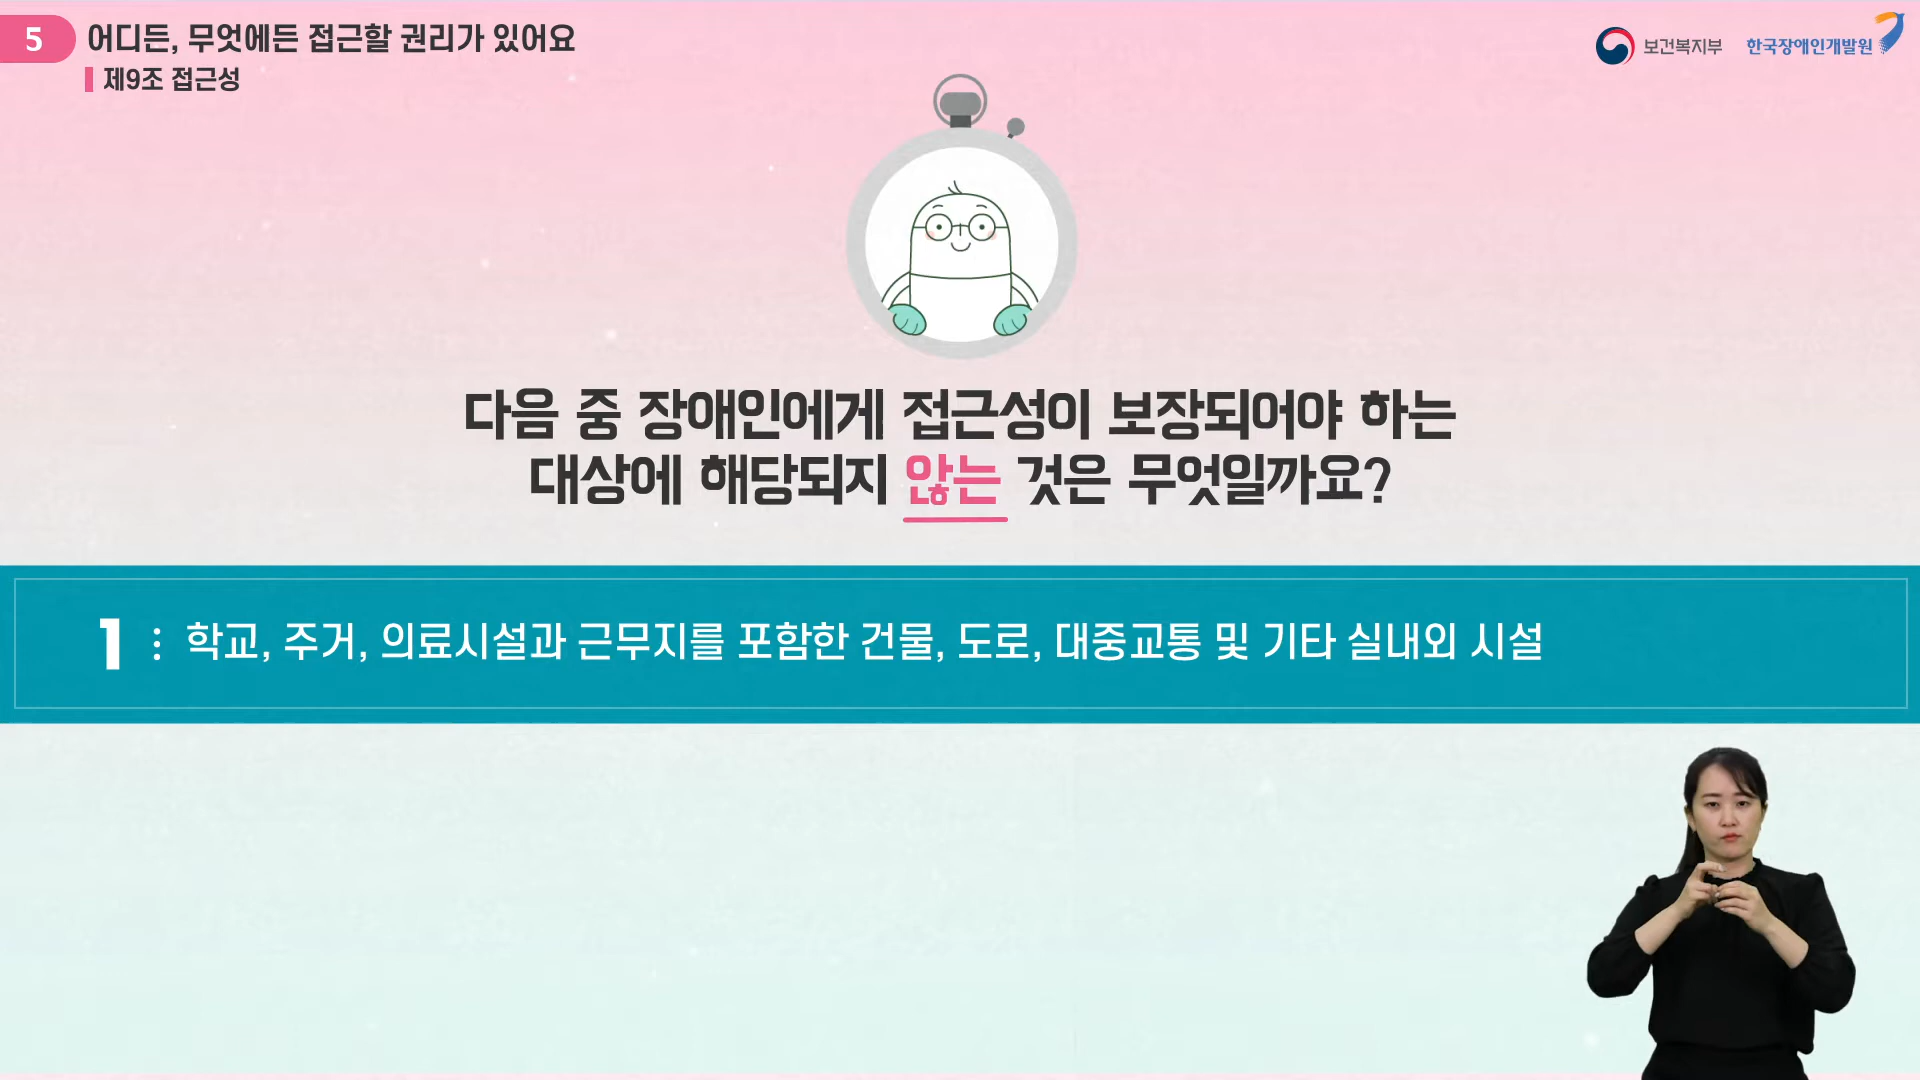 5 어디든, 무엇에든 접근할 권리가 있어요
제9조 접근성
보건복지부
한국장애인개발원
다음 중 장애인에게 접근성이 보장되어야 하는
대상에 해당되지 않는 것은 무엇일까요?
1 : 학교, 주거, 의료시설과 근무지를 포함한 건물, 도로, 대중교통 및 기타 실내외 시설